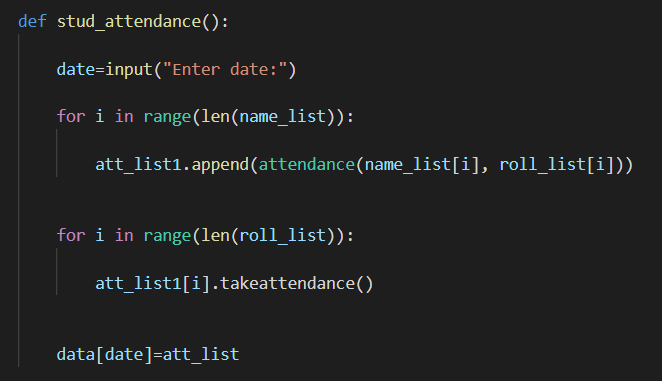 def stud_attendance():
date=input("Enter date:")
for i in range(len(name_list)):
att_list1.append(attendance(name_list[i], roll_list[i]))
for i in range(len(roll_list)):
att_list1[i].takeattendance()
data[date]=att_list